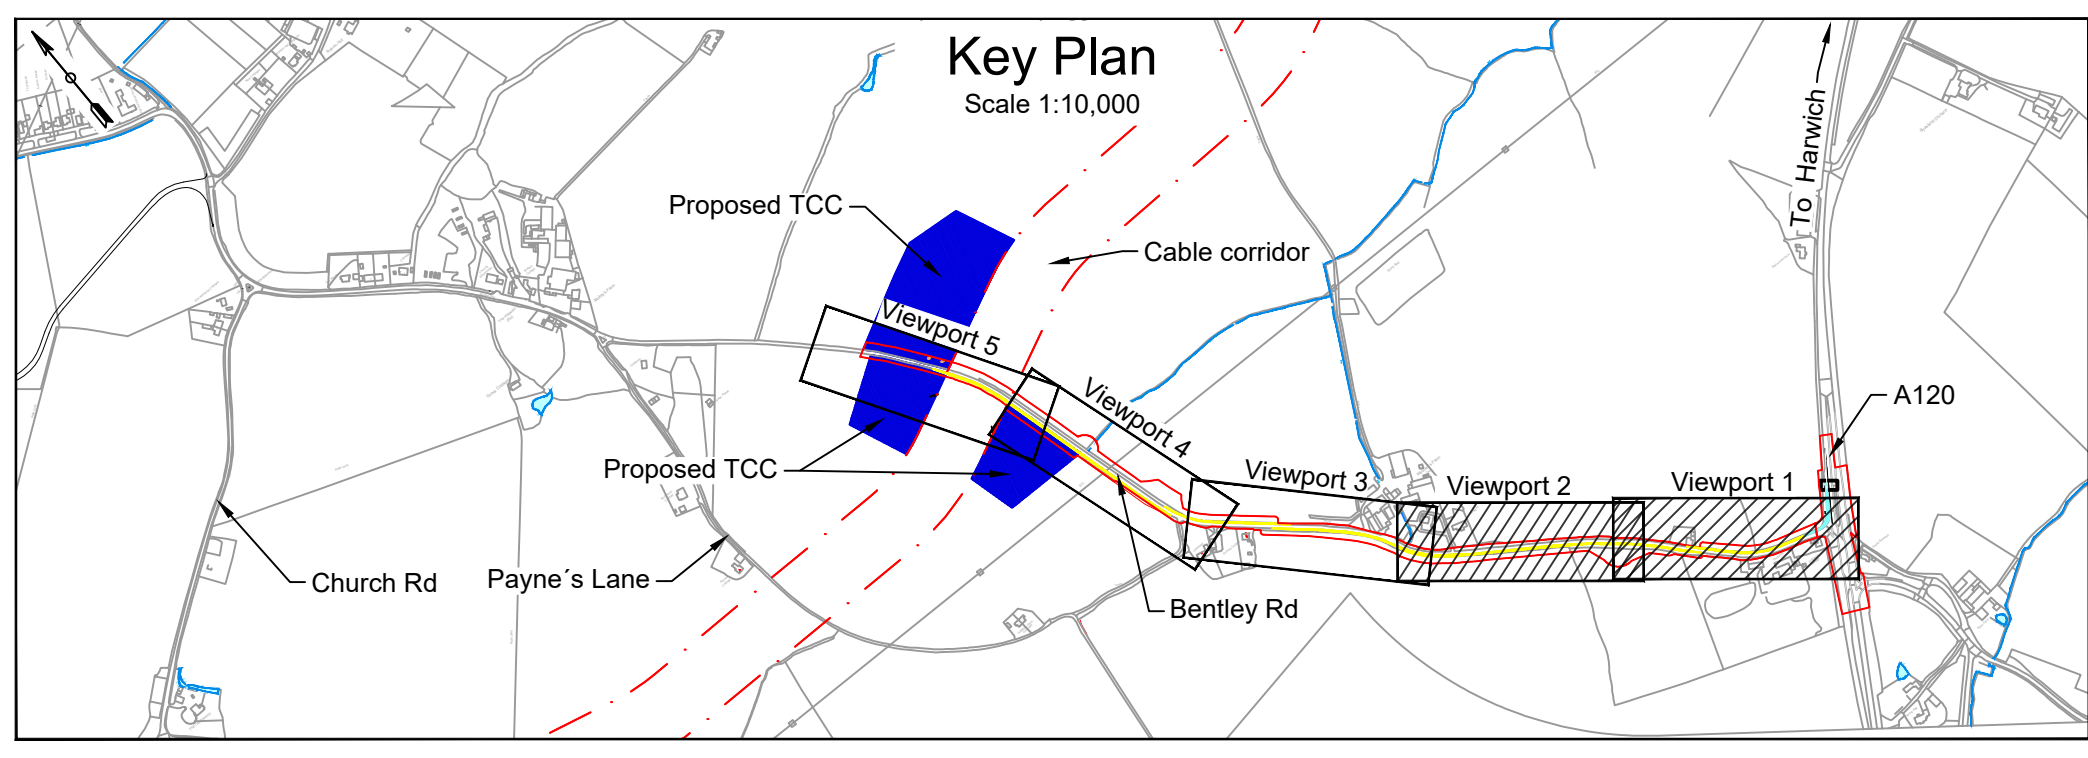 Key Plan
Scale 1:10,000
To Harwich
Proposed TCC
Cable corridor
Viewport 5
Viewport 4
A120
Proposed TCC
Viewport 3
Viewport 2
Viewport 1
Church Rd
Payne´s Lane
Bentley Rd